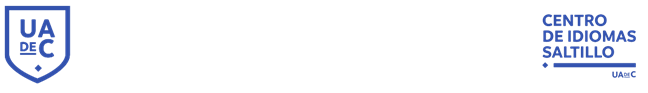 UA
DE C
CENTRO
DE IDIOMAS
SALTILLO
UADEC